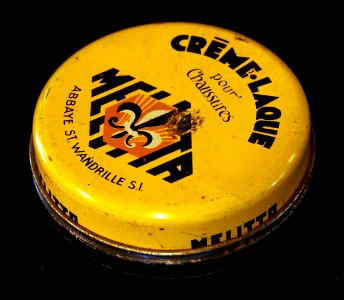 CRÈME-LAQUE
pour
Chaussures
MELITTA
ABBAYE ST. WANDRILLE S.I.
MELITTA